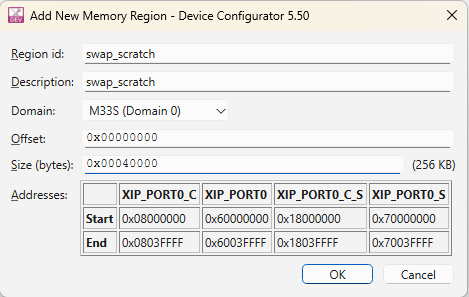 Add New Memory Region - Device Configurator 5.50
Region id: swap_scratch
Description: swap_scratch
Domain: M33S (Domain 0)
Offset: 0x00000000
Size (bytes): 0x00040000 (256 KB)
Addresses: XIP_PORT0_C XIP_PORT0 XIP_PORT0_C_S XIP_PORT0_S
Start 0x08000000 0x60000000 0x18000000 0x70000000
End 0x0803FFFF 0x6003FFFF 0x1803FFFF 0x7003FFFF
OK Cancel